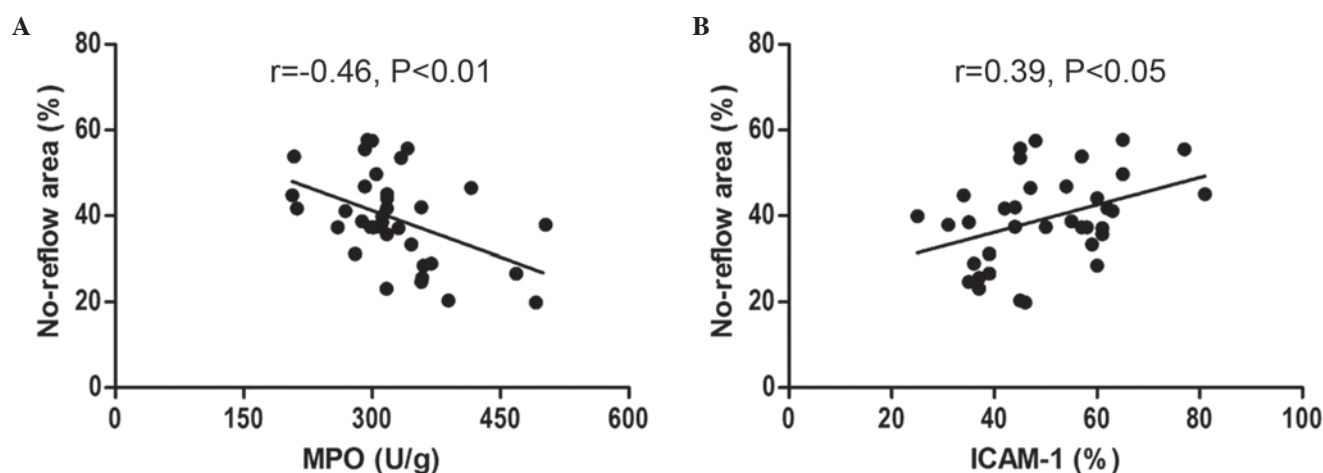 A
80
60
40
20
0
No-reflow area (%)
r=-0.46, P<0.01
0
150
300
450
600
MPO (U/g)
B
80
60
40
20
0
No-reflow area (%)
r=0.39, P<0.05
0
20
40
60
80
100
ICAM-1 (%)